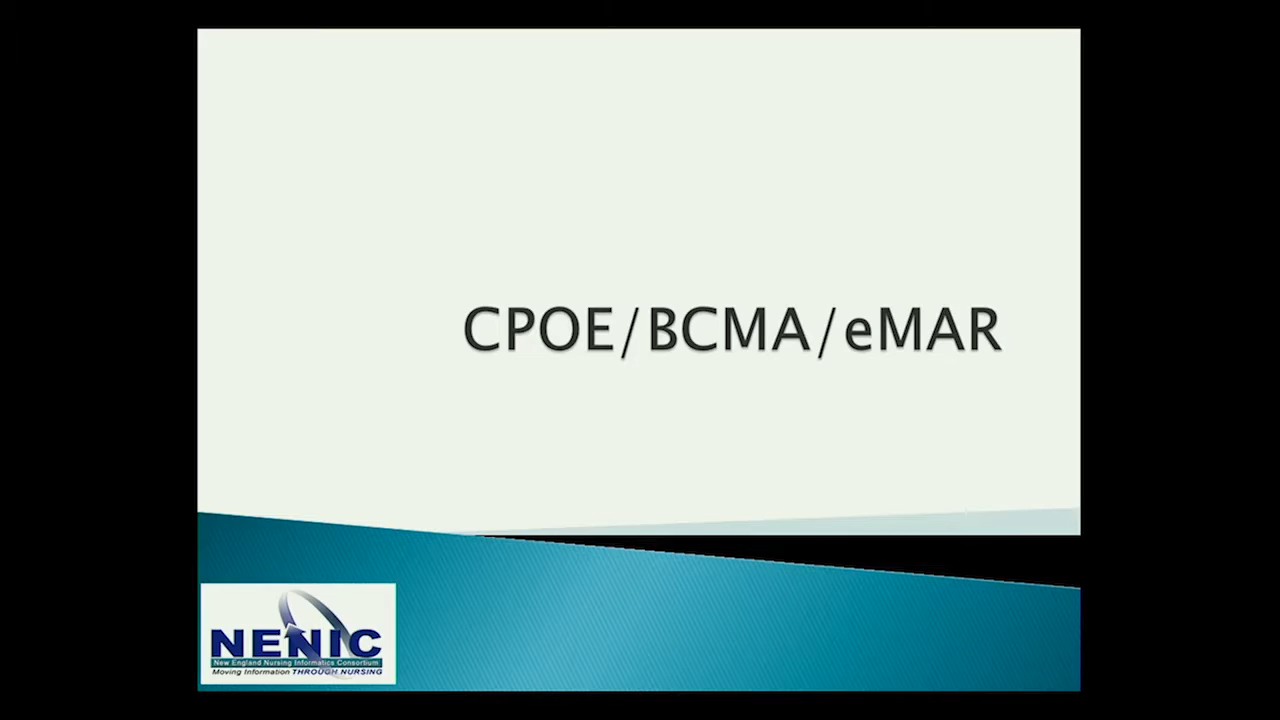 CPOE/BCMA/eMAR
NENIC
New England Nursing Informatics Consortium
Moving Information THROUGH NURSING